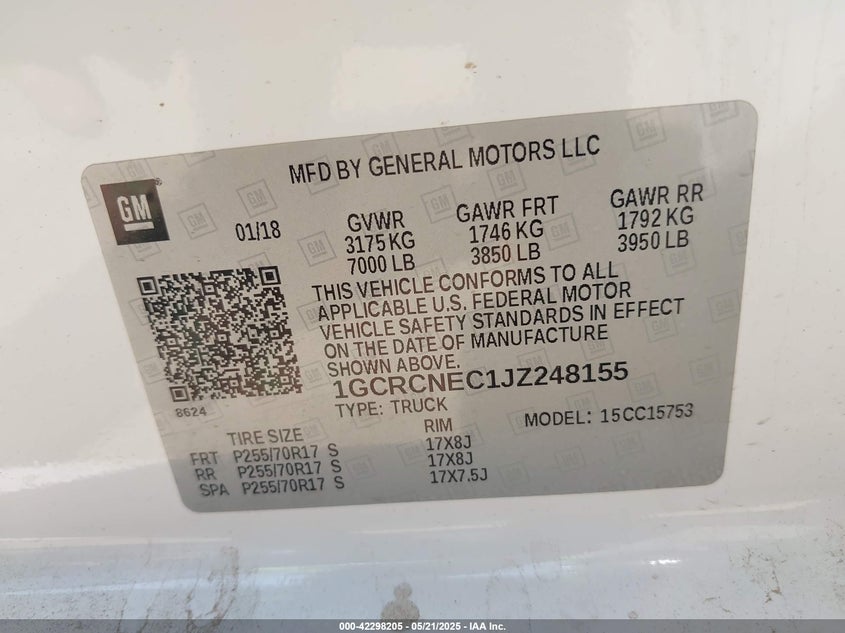 MFD BY GENERAL MOTORS LLC
GM
01/18
GVWR
3175 KG
7000 LB
GAWR FRT
1746 KG
3850 LB
GAWR RR
1792 KG
3950 LB
THIS VEHICLE CONFORMS TO ALL
APPLICABLE U.S. FEDERAL MOTOR
VEHICLE SAFETY STANDARDS IN EFFECT
ON THE DATE OF MANUFACTURE
SHOWN ABOVE.
1GCRCNEC1JZ248155
8624
TYPE: TRUCK
MODEL: 15CC15753
TIRE SIZE RIM
FRT P255/70R17 S 17X8J
RR P255/70R17 S 17X8J
SPA P255/70R17 S 17X7.5J
000-42298205 - 05/21/2025 - IAA Inc.